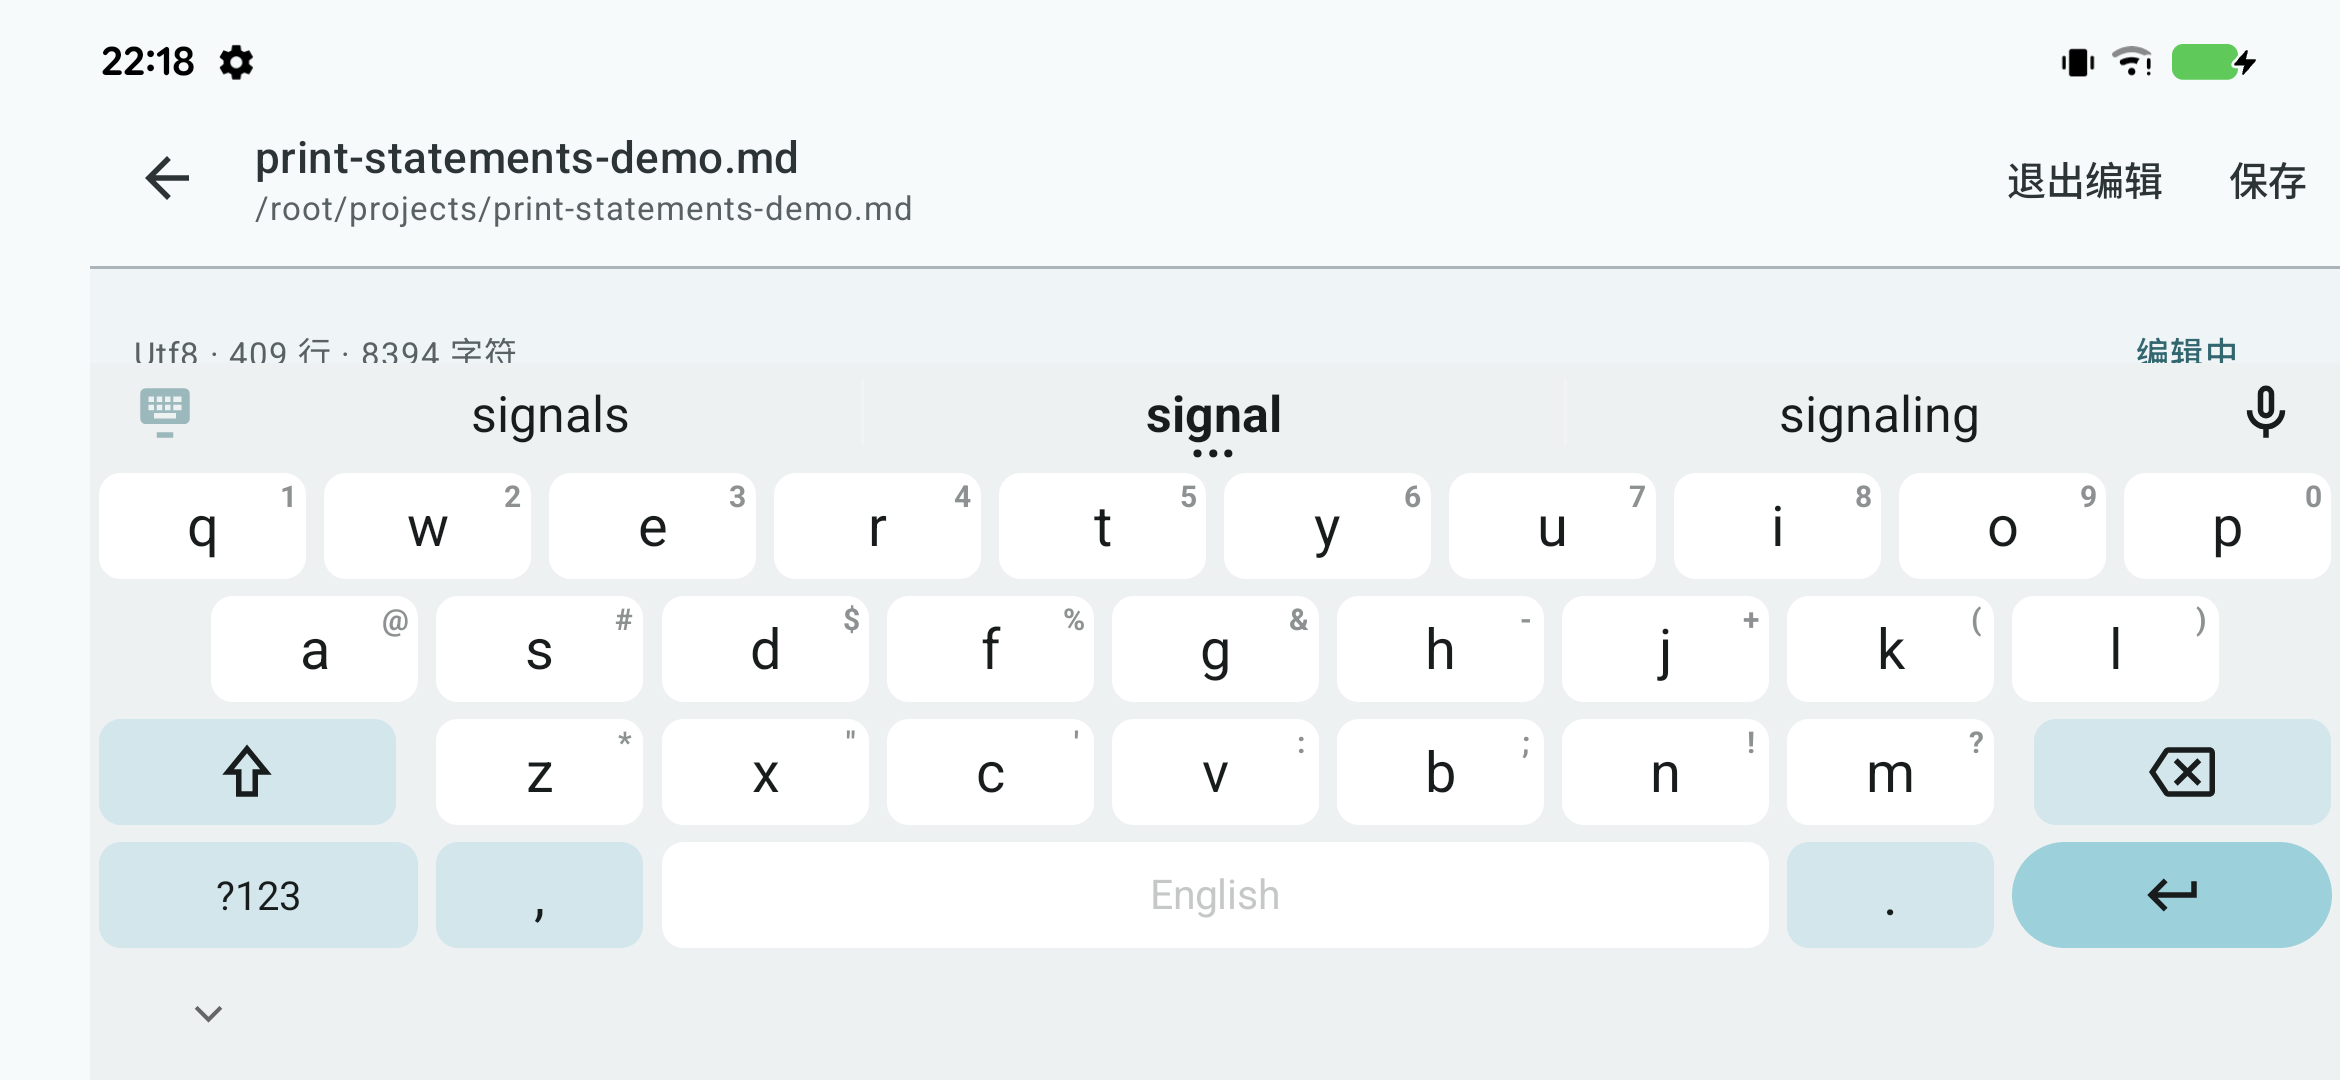 22:18
print-statements-demo.md
/root/projects/print-statements-demo.md
退出编辑 保存
Utf8 · 409 行 · 8394 字符 编辑中
signals signal signaling
q 1 w 2 e 3 r 4 t 5 y 6 u 7 i 8 o 9 p 0
a @ s # d $ f % g & h - j + k ( l )
z * x " c ' v : b ; n ! m ?
?123 , English .